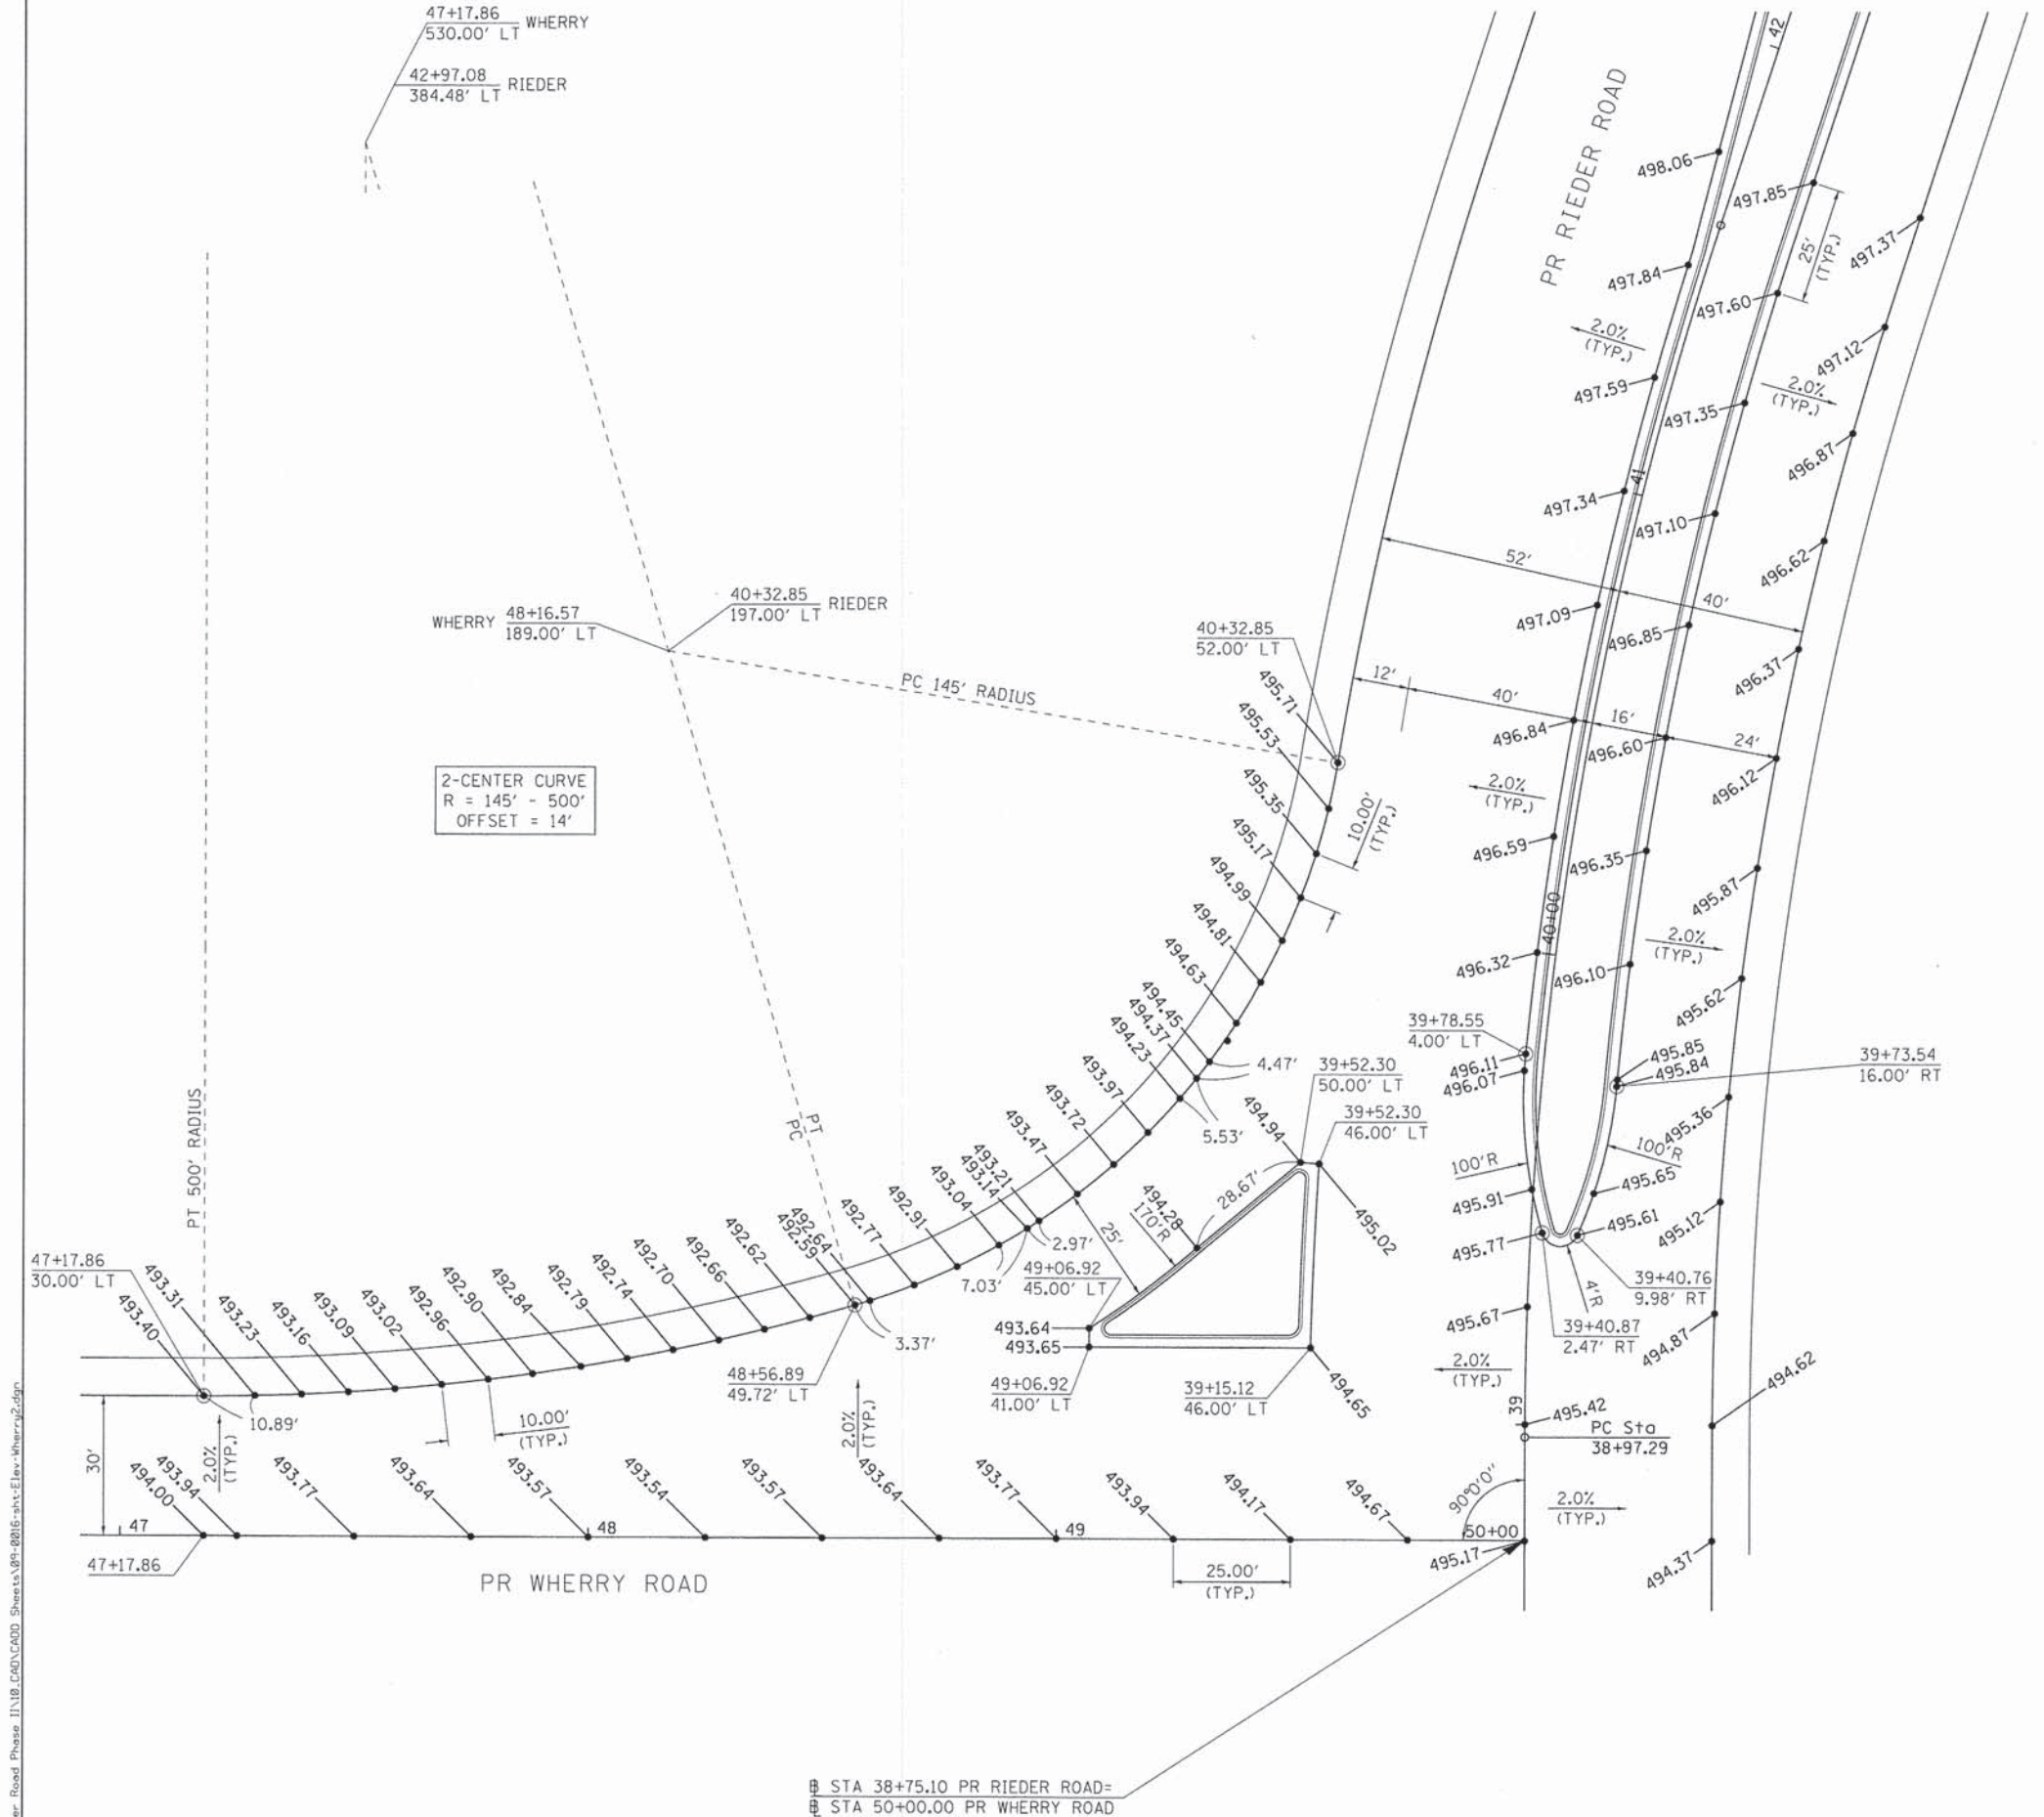 47+17.86
530.00' LT
WHERRY
42+97.08
384.48' LT
RIEDER
42
PR RIEDER ROAD
498.06
497.85
497.37
25'
(TYP.)
497.84
497.60
497.12
2.0%
(TYP.)
497.59
497.35
2.0%
(TYP.)
496.87
497.34
41
497.10
496.62
52'
40'
WHERRY
48+16.57
189.00' LT
40+32.85
197.00' LT
RIEDER
497.09
496.85
496.37
40+32.85
52.00' LT
PC 145' RADIUS
12'
40'
16'
24'
495.71
495.53
495.35
495.17
494.99
494.81
494.63
494.45
494.37
494.23
493.97
493.72
493.47
493.21
493.14
493.04
492.91
492.77
492.64
492.59
492.62
492.66
492.70
492.74
492.79
492.84
492.90
492.96
493.02
493.09
493.16
493.23
493.31
493.40
496.84
496.60
496.12
2-CENTER CURVE
R = 145' - 500'
OFFSET = 14'
10.00'
(TYP.)
2.0%
(TYP.)
496.59
496.35
495.87
40+00
2.0%
(TYP.)
496.32
496.10
495.62
39+78.55
4.00' LT
496.11
496.07
495.85
495.84
39+73.54
16.00' RT
495.36
4.47'
5.53'
39+52.30
50.00' LT
39+52.30
46.00' LT
494.94
100'R
100'R
495.91
495.65
495.12
PT 500' RADIUS
PT
PC
28.67'
494.28
170'R
495.02
25'
2.97'
7.03'
495.77
495.61
47+17.86
30.00' LT
49+06.92
45.00' LT
39+40.76
9.98' RT
4'R
495.67
39+40.87
2.47' RT
494.87
3.37'
493.64
493.65
48+56.89
49.72' LT
49+06.92
41.00' LT
39+15.12
46.00' LT
494.65
2.0%
(TYP.)
494.62
39
495.42
PC Sta
38+97.29
10.89'
10.00'
(TYP.)
2.0%
(TYP.)
2.0%
(TYP.)
30'
494.00
493.94
493.77
493.64
493.57
493.54
493.57
493.64
493.77
493.94
494.17
494.67
90°0'0"
2.0%
(TYP.)
47
48
49
50+00
495.17
494.37
47+17.86
PR WHERRY ROAD
25.00'
(TYP.)
STA 38+75.10 PR RIEDER ROAD=
STA 50+00.00 PR WHERRY ROAD
er Road Phase II\10.CAD\CADD Sheets\09-0016-sht-Elev-Wherry2.dgn